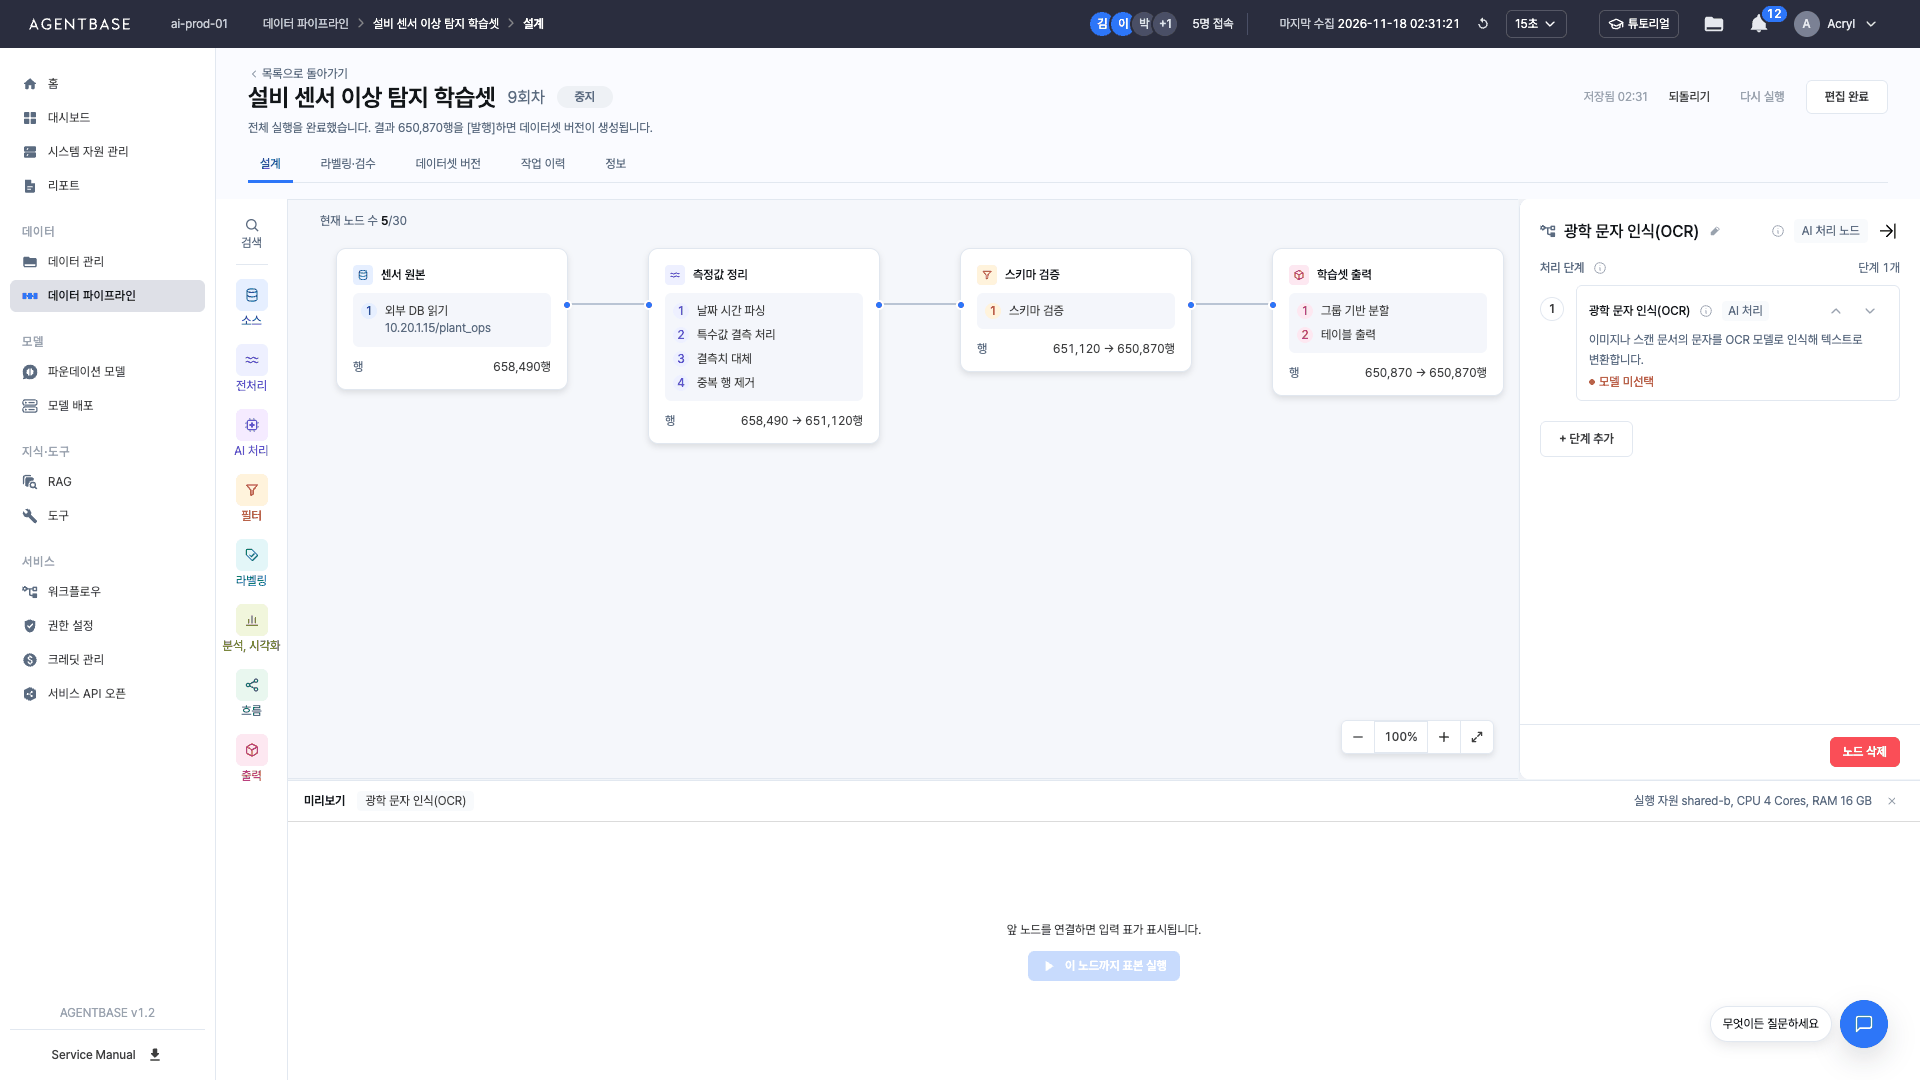 AGENTBASE
ai-prod-01
데이터 파이프라인 > 설비 센서 이상 탐지 학습셋 > 설계
김 이 박 +1 5명 접속
마지막 수집 2026-11-18 02:31:21
15초
튜토리얼
12
A Acryl
홈
대시보드
시스템 자원 관리
리포트
데이터
데이터 관리
데이터 파이프라인
모델
파운데이션 모델
모델 배포
지식·도구
RAG
도구
서비스
워크플로우
권한 설정
크레딧 관리
서비스 API 오픈
AGENTBASE v1.2
Service Manual
목록으로 돌아가기
설비 센서 이상 탐지 학습셋 9회차 중지
전체 실행을 완료했습니다. 결과 650,870행을 [발행]하면 데이터셋 버전이 생성됩니다.
저장됨 02:31 되돌리기 다시 실행 편집 완료
설계 라벨링·검수 데이터셋 버전 작업 이력 정보
검색
소스
전처리
AI 처리
필터
라벨링
분석, 시각화
흐름
출력
현재 노드 수 5/30
센서 원본
1 외부 DB 읽기
10.20.1.15/plant_ops
행 658,490행
측정값 정리
1 날짜 시간 파싱
2 특수값 결측 처리
3 결측치 대체
4 중복 행 제거
행 658,490 → 651,120행
스키마 검증
1 스키마 검증
행 651,120 → 650,870행
학습셋 출력
1 그룹 기반 분할
2 테이블 출력
행 650,870 → 650,870행
100%
광학 문자 인식(OCR)
AI 처리 노드
처리 단계 단계 1개
1 광학 문자 인식(OCR) AI 처리
이미지나 스캔 문서의 문자를 OCR 모델로 인식해 텍스트로
변환합니다.
모델 미선택
+ 단계 추가
노드 삭제
미리보기 광학 문자 인식(OCR)
실행 자원 shared-b, CPU 4 Cores, RAM 16 GB
앞 노드를 연결하면 입력 표가 표시됩니다.
이 노드까지 표본 실행
무엇이든 질문하세요